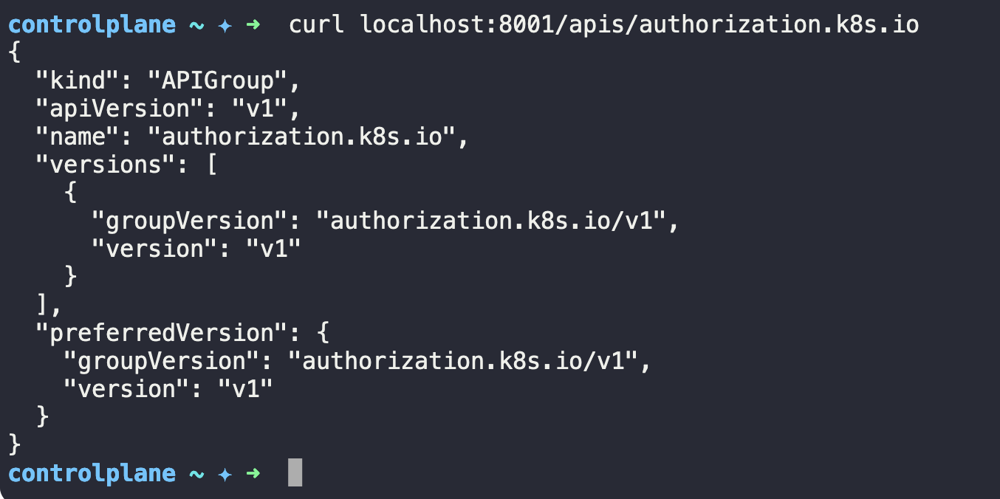 controlplane ~ ✦ ➜  curl localhost:8001/apis/authorization.k8s.io
{
  "kind": "APIGroup",
  "apiVersion": "v1",
  "name": "authorization.k8s.io",
  "versions": [
    {
      "groupVersion": "authorization.k8s.io/v1",
      "version": "v1"
    }
  ],
  "preferredVersion": {
    "groupVersion": "authorization.k8s.io/v1",
    "version": "v1"
  }
}
controlplane ~ ✦ ➜